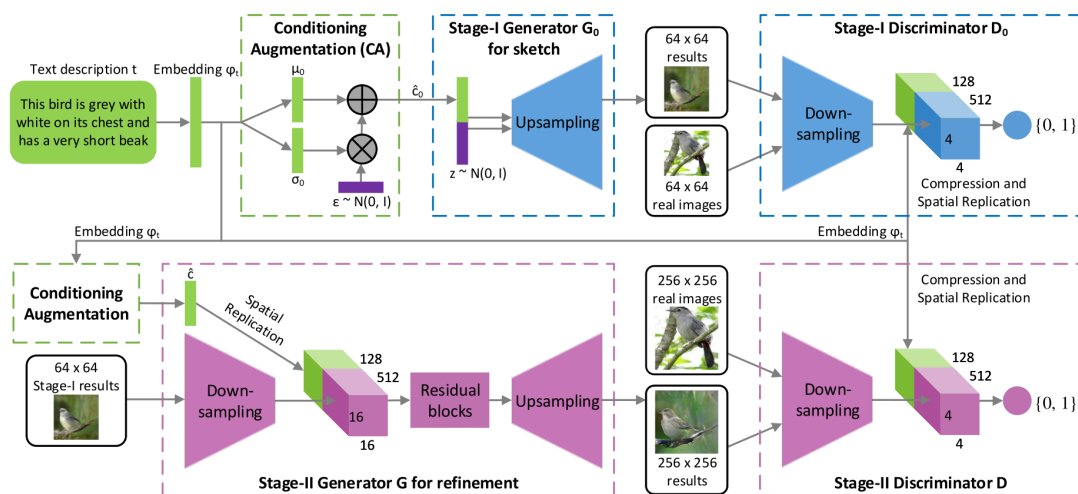 Text description t
This bird is grey with
white on its chest and
has a very short beak
Embedding φt
Conditioning
Augmentation (CA)
μ0
σ0
ε ~ N(0, I)
ĉ0
Stage-I Generator G0
for sketch
z ~ N(0, I)
Upsampling
64 x 64
results
64 x 64
real images
Stage-I Discriminator D0
Down-
sampling
128
512
4
4
{0, 1}
Compression and
Spatial Replication
Embedding φt
Embedding φt
Conditioning
Augmentation
ĉ
Spatial
Replication
64 x 64
Stage-I results
Down-
sampling
128
512
16
16
Residual
blocks
Upsampling
Stage-II Generator G for refinement
256 x 256
real images
256 x 256
results
Compression and
Spatial Replication
Down-
sampling
128
512
4
4
{0, 1}
Stage-II Discriminator D